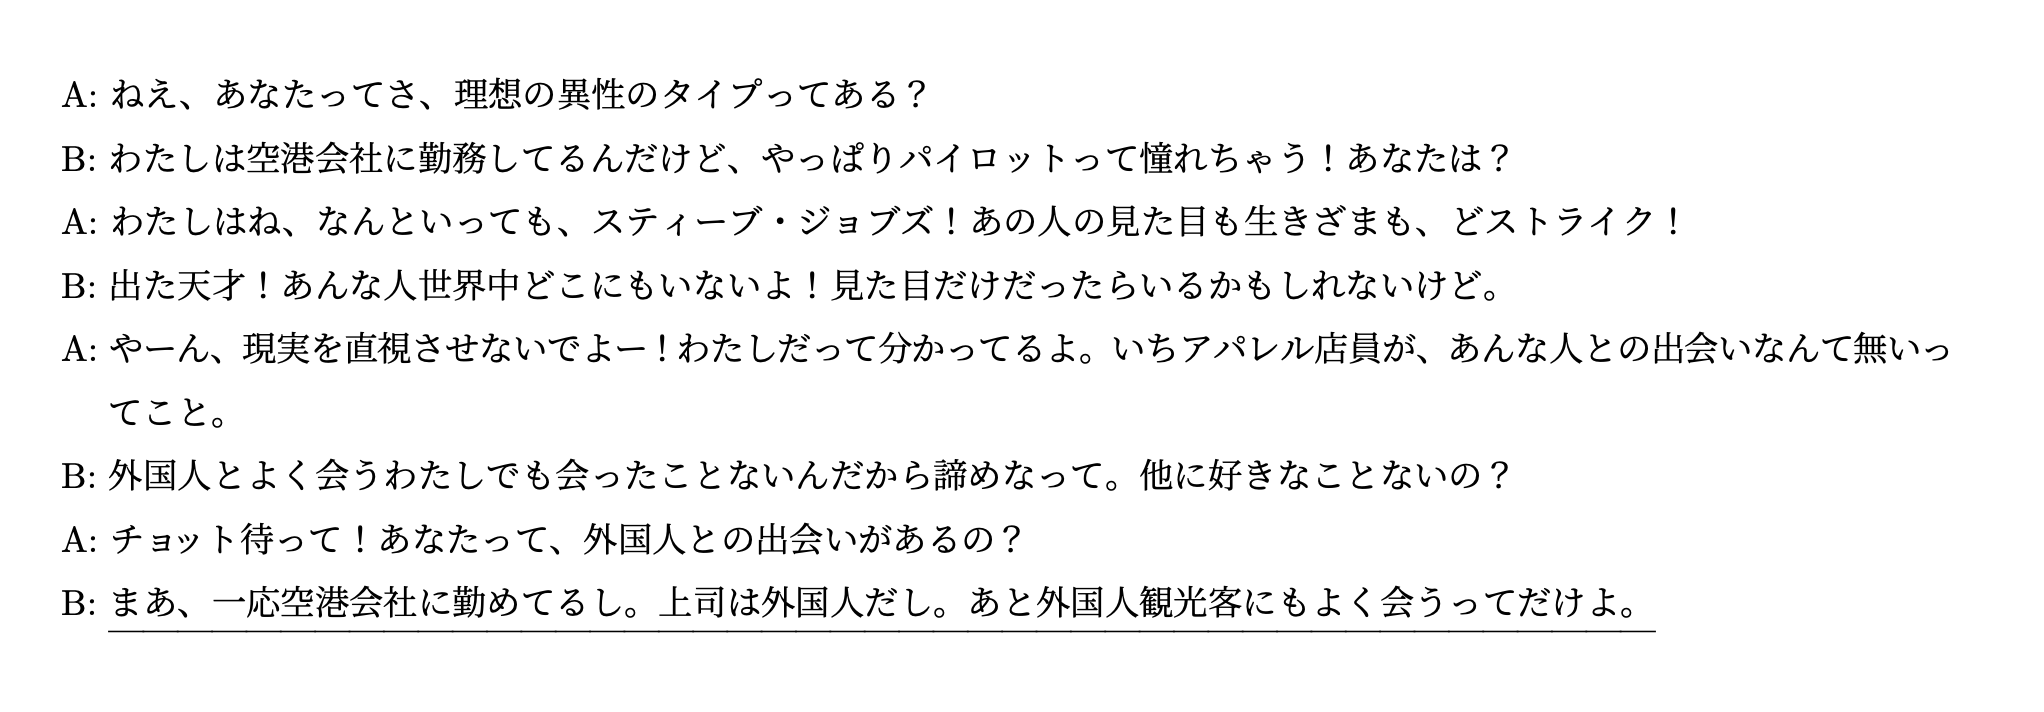 A: ねえ、あなたってさ、理想の異性のタイプってある？
B: わたしは空港会社に勤務してるんだけど、やっぱりパイロットって憧れちゃう！あなたは？
A: わたしはね、なんといっても、スティーブ・ジョブズ！あの人の見た目も生きざまも、どストライク！
B: 出た天才！あんな人世界中どこにもいないよ！見た目だけだったらいるかもしれないけど。
A: やーん、現実を直視させないでよー！わたしだって分かってるよ。いちアパレル店員が、あんな人との出会いなんて無いっ
てこと。
B: 外国人とよく会うわたしでも会ったことないんだから諦めなって。他に好きなことないの？
A: チョット待って！あなたって、外国人との出会いがあるの？
B: まあ、一応空港会社に勤めてるし。上司は外国人だし。あと外国人観光客にもよく会うってだけよ。